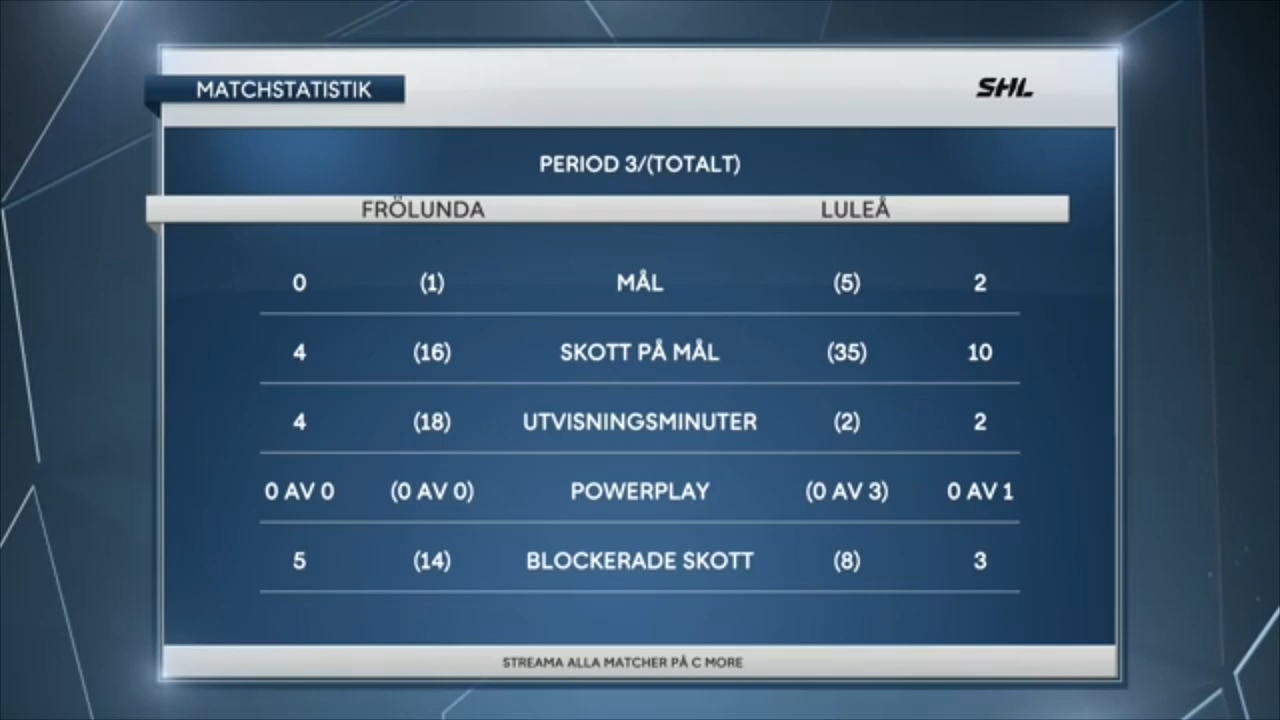 MATCHSTATISTIK
SHL
PERIOD 3/(TOTALT)
FRÖLUNDA LULEÅ
0 (1) MÅL (5) 2
4 (16) SKOTT PÅ MÅL (35) 10
4 (18) UTVISNINGSMINUTER (2) 2
0 AV 0 (0 AV 0) POWERPLAY (0 AV 3) 0 AV 1
5 (14) BLOCKERADE SKOTT (8) 3
STREAMA ALLA MATCHER PÅ C MORE